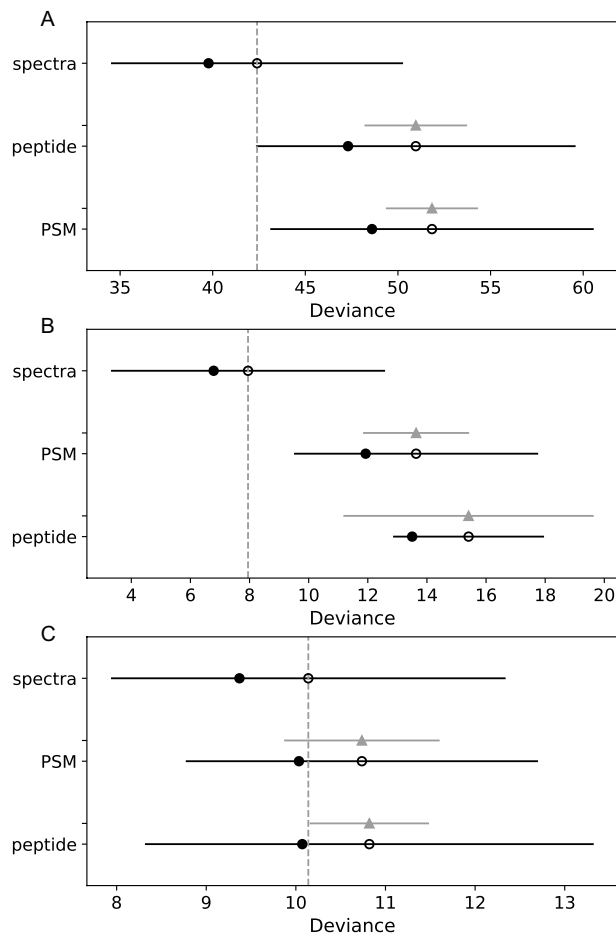 A
spectra
peptide
PSM
35 40 45 50 55 60
Deviance
B
spectra
PSM
peptide
4 6 8 10 12 14 16 18 20
Deviance
C
spectra
PSM
peptide
8 9 10 11 12 13
Deviance